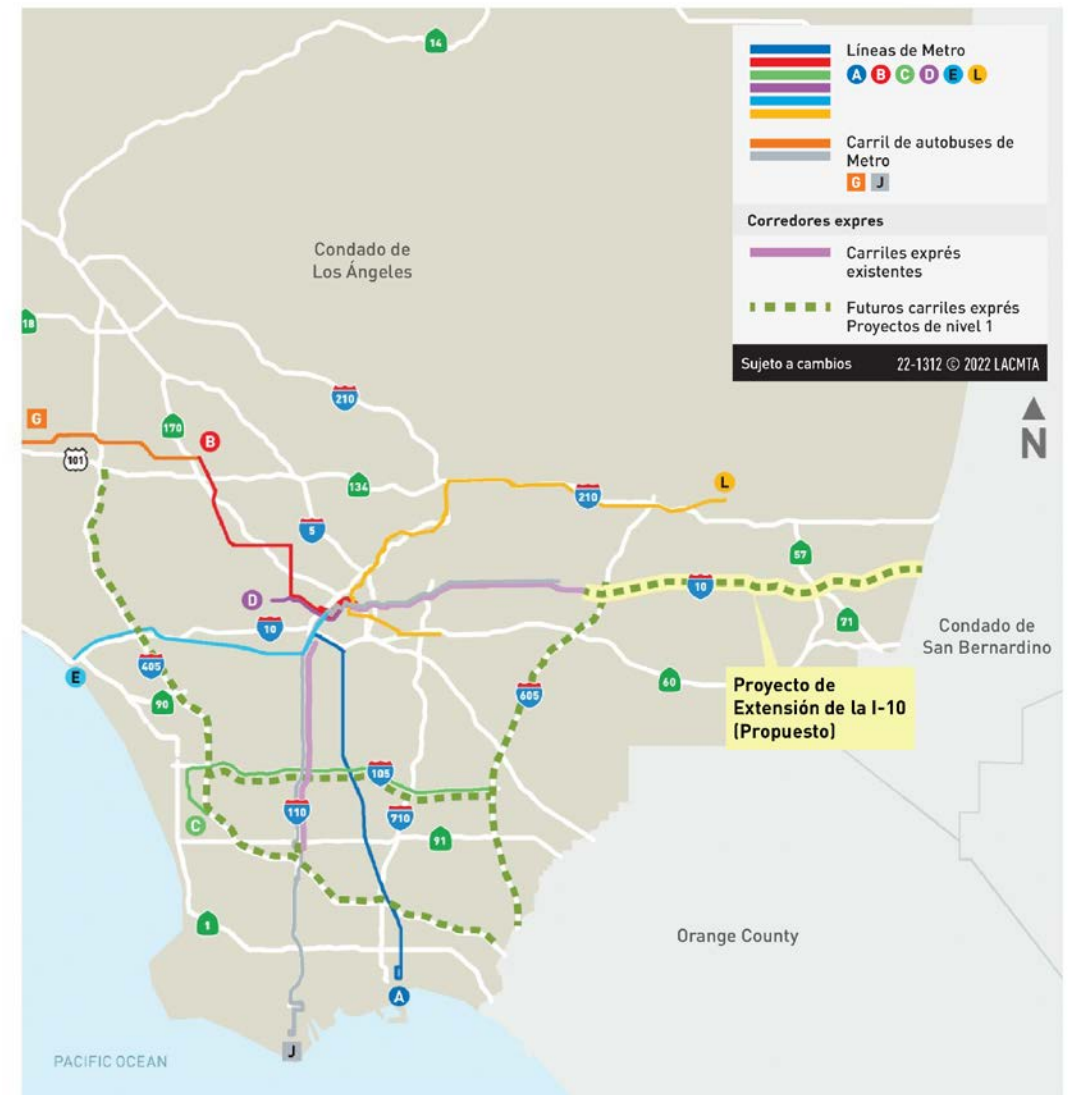 14
Líneas de Metro
A B C D E L
Carril de autobuses de
Metro
G J
Corredores expres
Carriles exprés
existentes
Futuros carriles exprés
Proyectos de nivel 1
Sujeto a cambios 22-1312 © 2022 LACMTA
N
Condado de
Los Ángeles
18
210
G
170
B
101
134
5
210
L
57
D
10
10
71
Condado de
San Bernardino
E
405
90
605
60
Proyecto de
Extensión de la I-10
(Propuesto)
105
110
C
710
91
1
Orange County
A
J
PACIFIC OCEAN